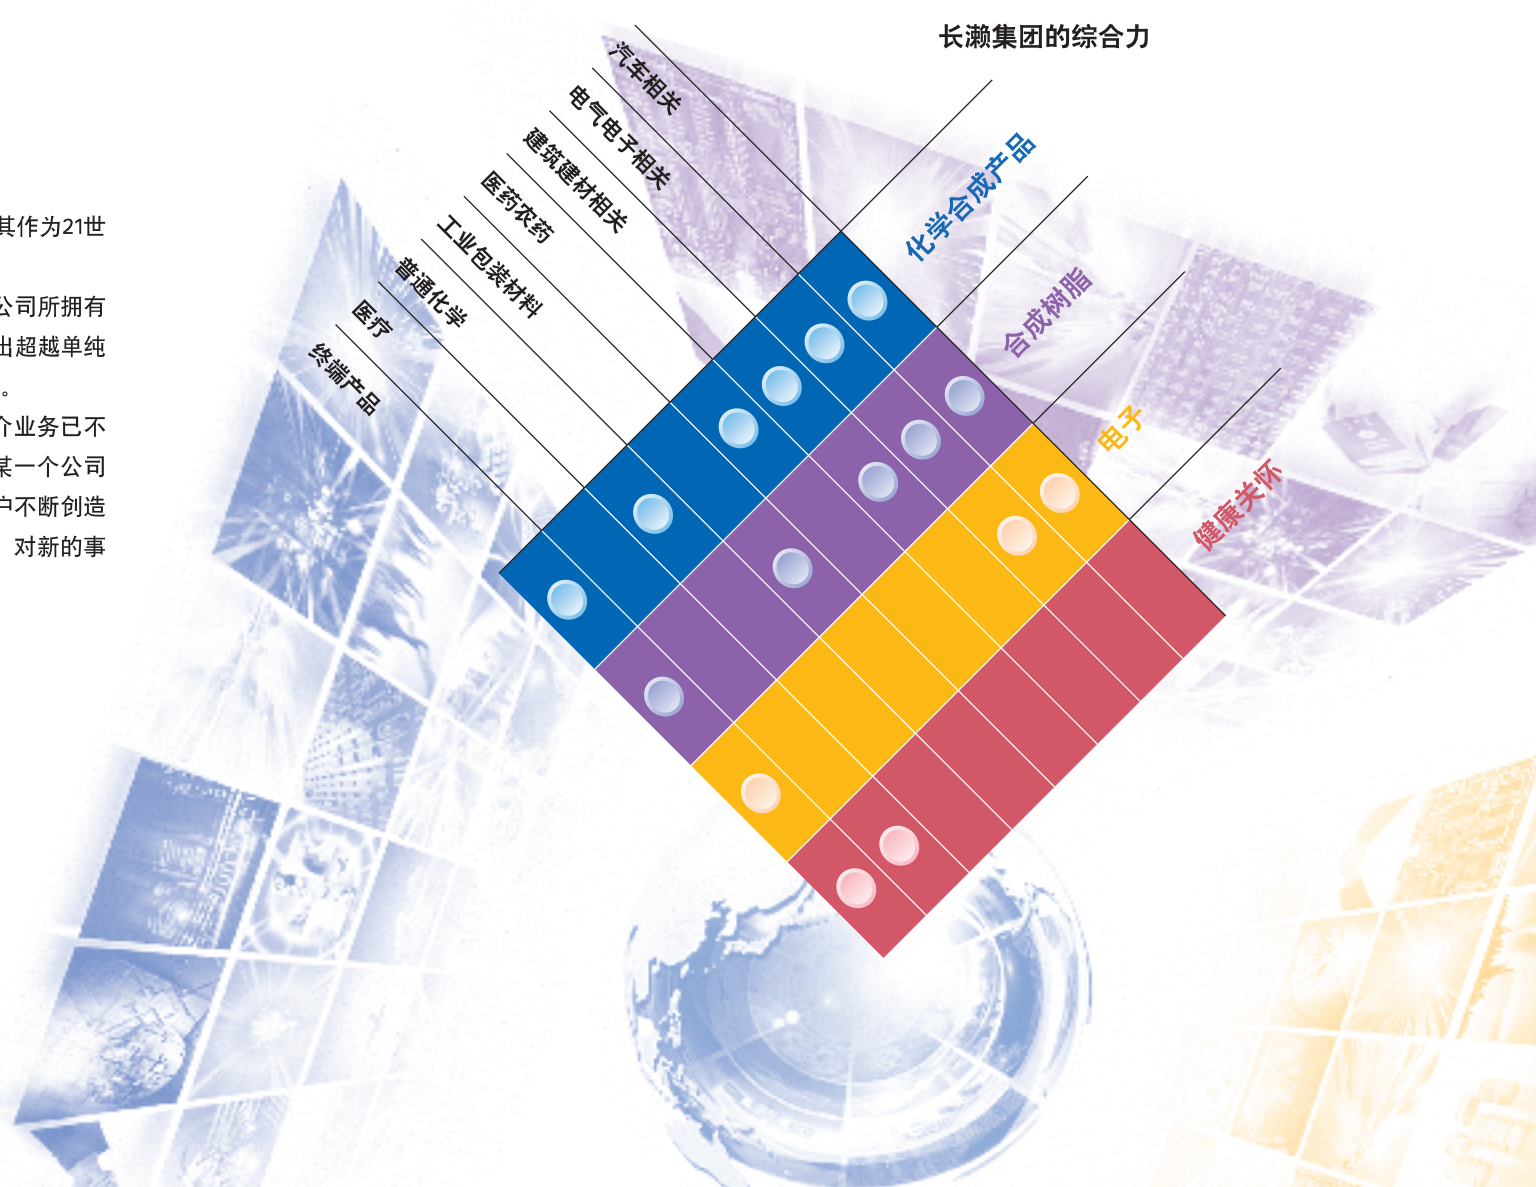 长濑集团的综合力
汽车相关
电气电子相关
建筑建材相关
医药农药
工业包装材料
普通化学
医疗
终端产品
化学合成产品
合成树脂
电子
健康关怀
其作为21世
公司所拥有
出超越单纯
。
个业务已不
某一个公司
户不断创造
对新的事